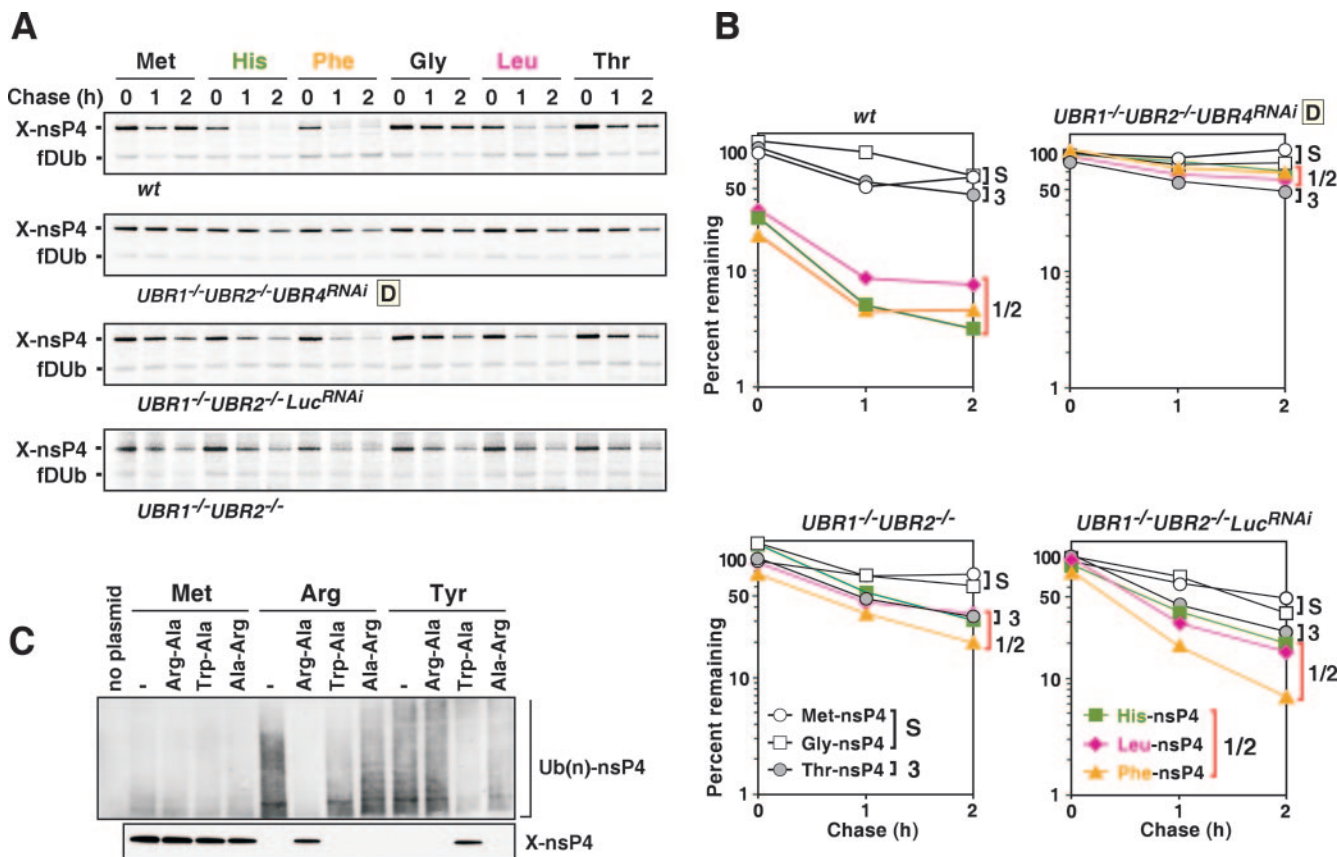 A
Met His Phe Gly Leu Thr
Chase (h) 0 1 2 0 1 2 0 1 2 0 1 2 0 1 2 0 1 2
X-nsP4
fDUb
wt
X-nsP4
fDUb
UBR1-/-UBR2-/-UBR4RNAi D
X-nsP4
fDUb
UBR1-/-UBR2-/-LucRNAi
X-nsP4
fDUb
UBR1-/-UBR2-/-
B
wt
Percent remaining
100
50
10
1
0 1 2
S
3
1/2
UBR1-/-UBR2-/-UBR4RNAi D
100
50
10
1
0 1 2
S
1/2
3
UBR1-/-UBR2-/-
Percent remaining
100
50
10
1
0 1 2
Chase (h)
S
3
1/2
Met-nsP4
Gly-nsP4
S
Thr-nsP4 3
UBR1-/-UBR2-/-LucRNAi
100
50
10
1
0 1 2
Chase (h)
S
3
1/2
His-nsP4
Leu-nsP4
Phe-nsP4
1/2
C
Met Arg Tyr
no plasmid - Arg-Ala Trp-Ala Ala-Arg - Arg-Ala Trp-Ala Ala-Arg - Arg-Ala Trp-Ala Ala-Arg
Ub(n)-nsP4
X-nsP4